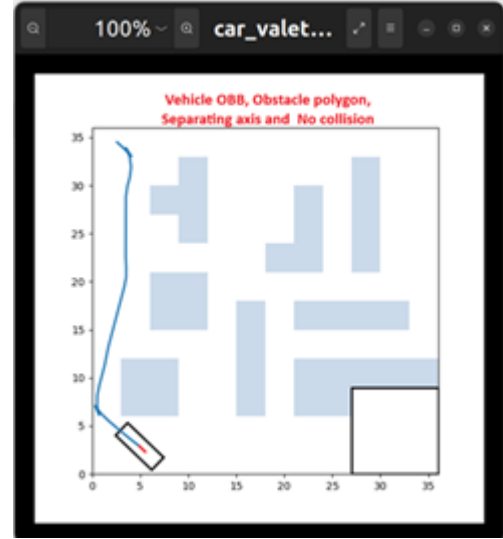 100% car_valet...
Vehicle OBB, Obstacle polygon,
Separating axis and No collision
35
30
25
20
15
10
5
0
0 5 10 15 20 25 30 35